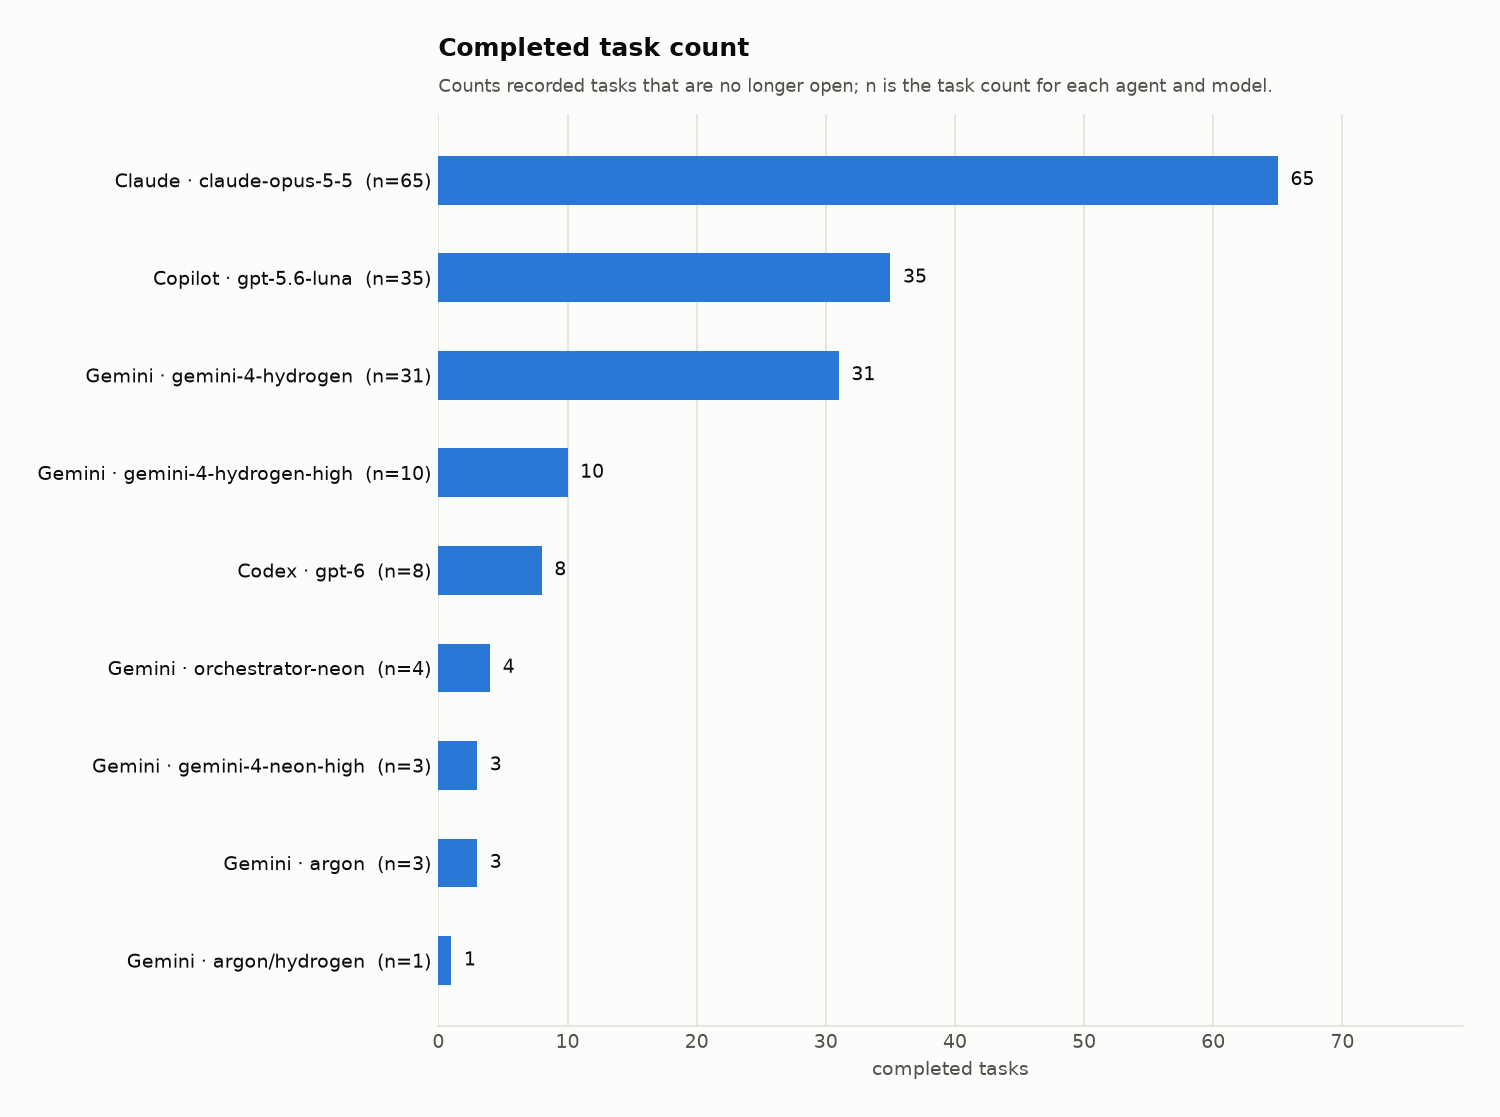 Completed task count
Counts recorded tasks that are no longer open; n is the task count for each agent and model.
Claude · claude-opus-5-5  (n=65) 65
Copilot · gpt-5.6-luna  (n=35) 35
Gemini · gemini-4-hydrogen  (n=31) 31
Gemini · gemini-4-hydrogen-high  (n=10) 10
Codex · gpt-6  (n=8) 8
Gemini · orchestrator-neon  (n=4) 4
Gemini · gemini-4-neon-high  (n=3) 3
Gemini · argon  (n=3) 3
Gemini · argon/hydrogen  (n=1) 1
0 10 20 30 40 50 60 70
completed tasks